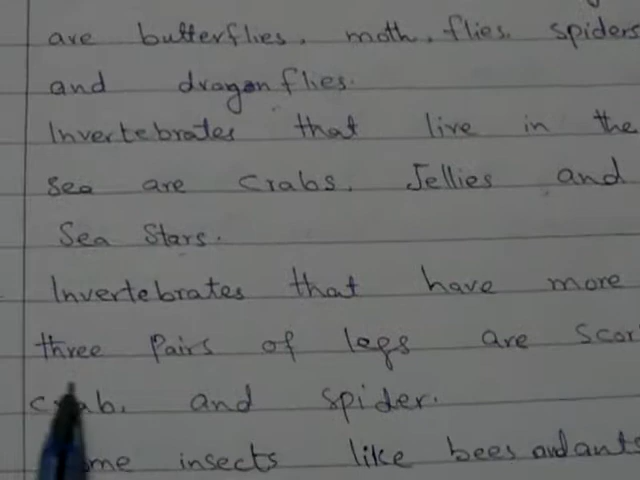 are butterflies, moth, flies, spiders
and dragonflies.
Invertebrates that live in the
sea are crabs, Jellies and
Sea Stars.
Invertebrates that have more
three pairs of legs are Scor
and spider.
insects like bees and ants